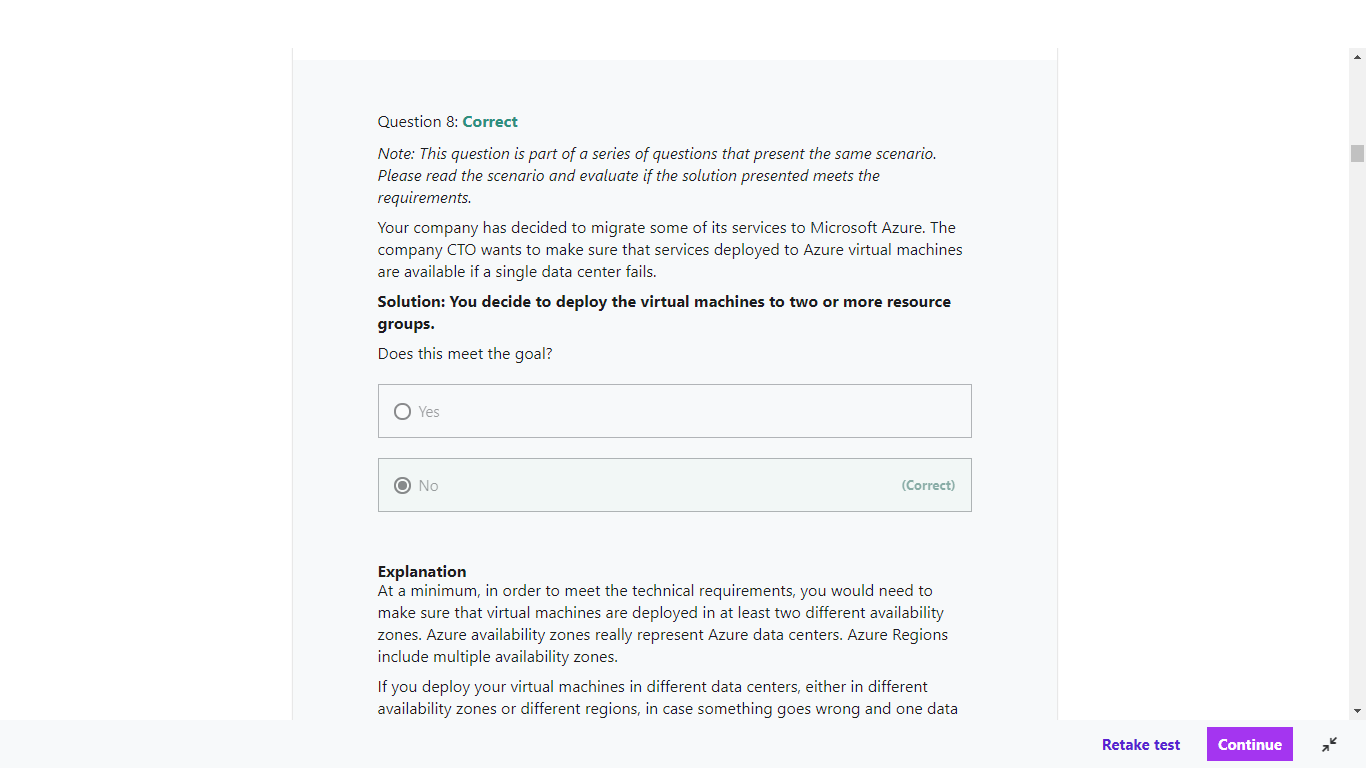 Question 8: Correct
Note: This question is part of a series of questions that present the same scenario.
Please read the scenario and evaluate if the solution presented meets the
requirements.
Your company has decided to migrate some of its services to Microsoft Azure. The
company CTO wants to make sure that services deployed to Azure virtual machines
are available if a single data center fails.
Solution: You decide to deploy the virtual machines to two or more resource
groups.
Does this meet the goal?
Yes
No (Correct)
Explanation
At a minimum, in order to meet the technical requirements, you would need to
make sure that virtual machines are deployed in at least two different availability
zones. Azure availability zones really represent Azure data centers. Azure Regions
include multiple availability zones.
If you deploy your virtual machines in different data centers, either in different
availability zones or different regions, in case something goes wrong and one data
Retake test Continue